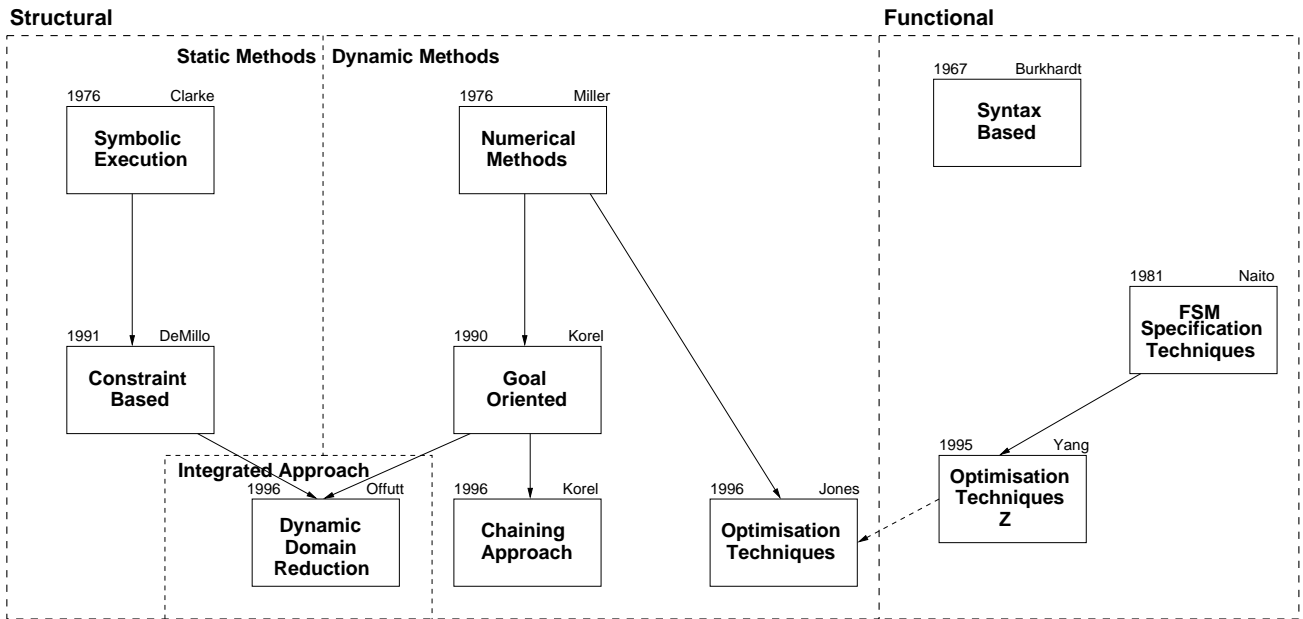 Structural
Functional
Static Methods
Dynamic Methods
1976 Clarke
Symbolic
Execution
1976 Miller
Numerical
Methods
1967 Burkhardt
Syntax
Based
1981 Naito
FSM
Specification
Techniques
1991 DeMillo
Constraint
Based
1990 Korel
Goal
Oriented
1995 Yang
Optimisation
Techniques
Z
Integrated Approach
1996 Offutt
Dynamic
Domain
Reduction
1996 Korel
Chaining
Approach
1996 Jones
Optimisation
Techniques